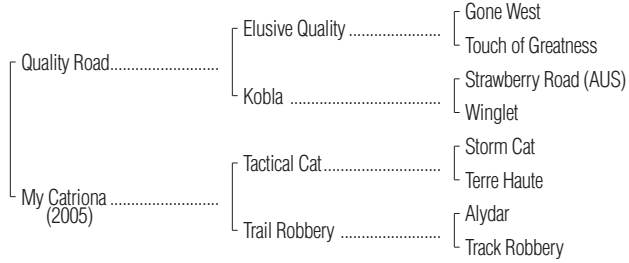 Gone West
Elusive Quality ....................
Touch of Greatness
Quality Road........................
Strawberry Road (AUS)
Kobla .................................
Winglet
Storm Cat
Tactical Cat..........................
Terre Haute
My Catriona ........................
(2005)
Alydar
Trail Robbery ......................
Track Robbery